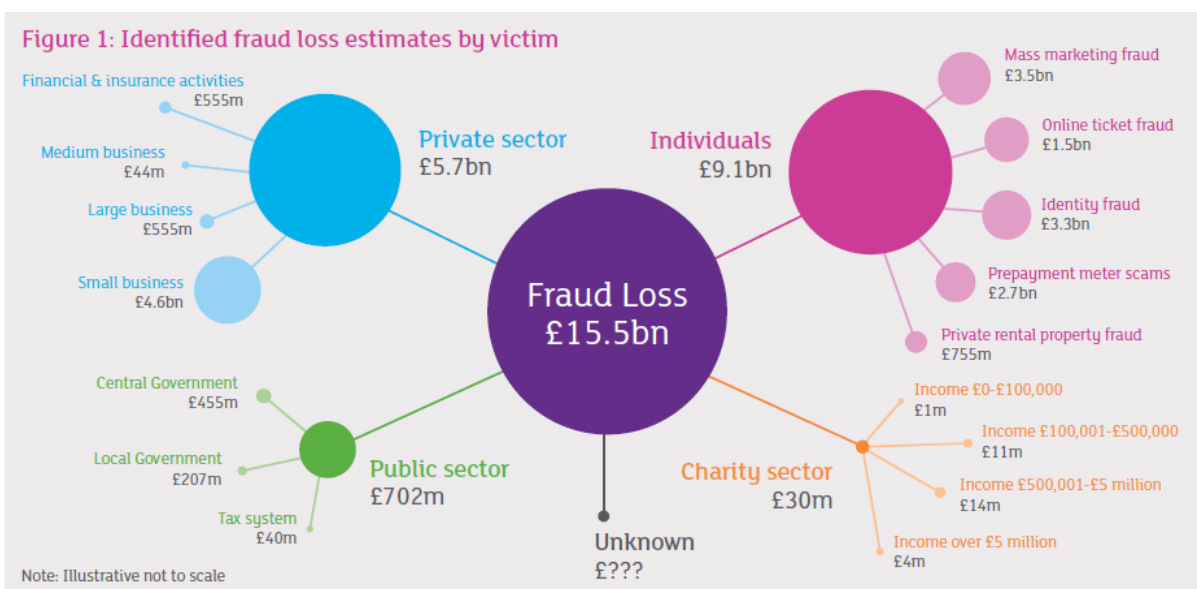 Figure 1: Identified fraud loss estimates by victim
Financial & insurance activities
£555m
Medium business
£44m
Large business
£555m
Small business
£4.6bn
Private sector
£5.7bn
Individuals
£9.1bn
Mass marketing fraud
£3.5bn
Online ticket fraud
£1.5bn
Identity fraud
£3.3bn
Prepayment meter scams
£2.7bn
Private rental property fraud
£755m
Fraud Loss
£15.5bn
Central Government
£455m
Local Government
£207m
Tax system
£40m
Public sector
£702m
Unknown
£???
Charity sector
£30m
Income £0-£100,000
£1m
Income £100,001-£500,000
£11m
Income £500,001-£5 million
£14m
Income over £5 million
£4m
Note: Illustrative not to scale